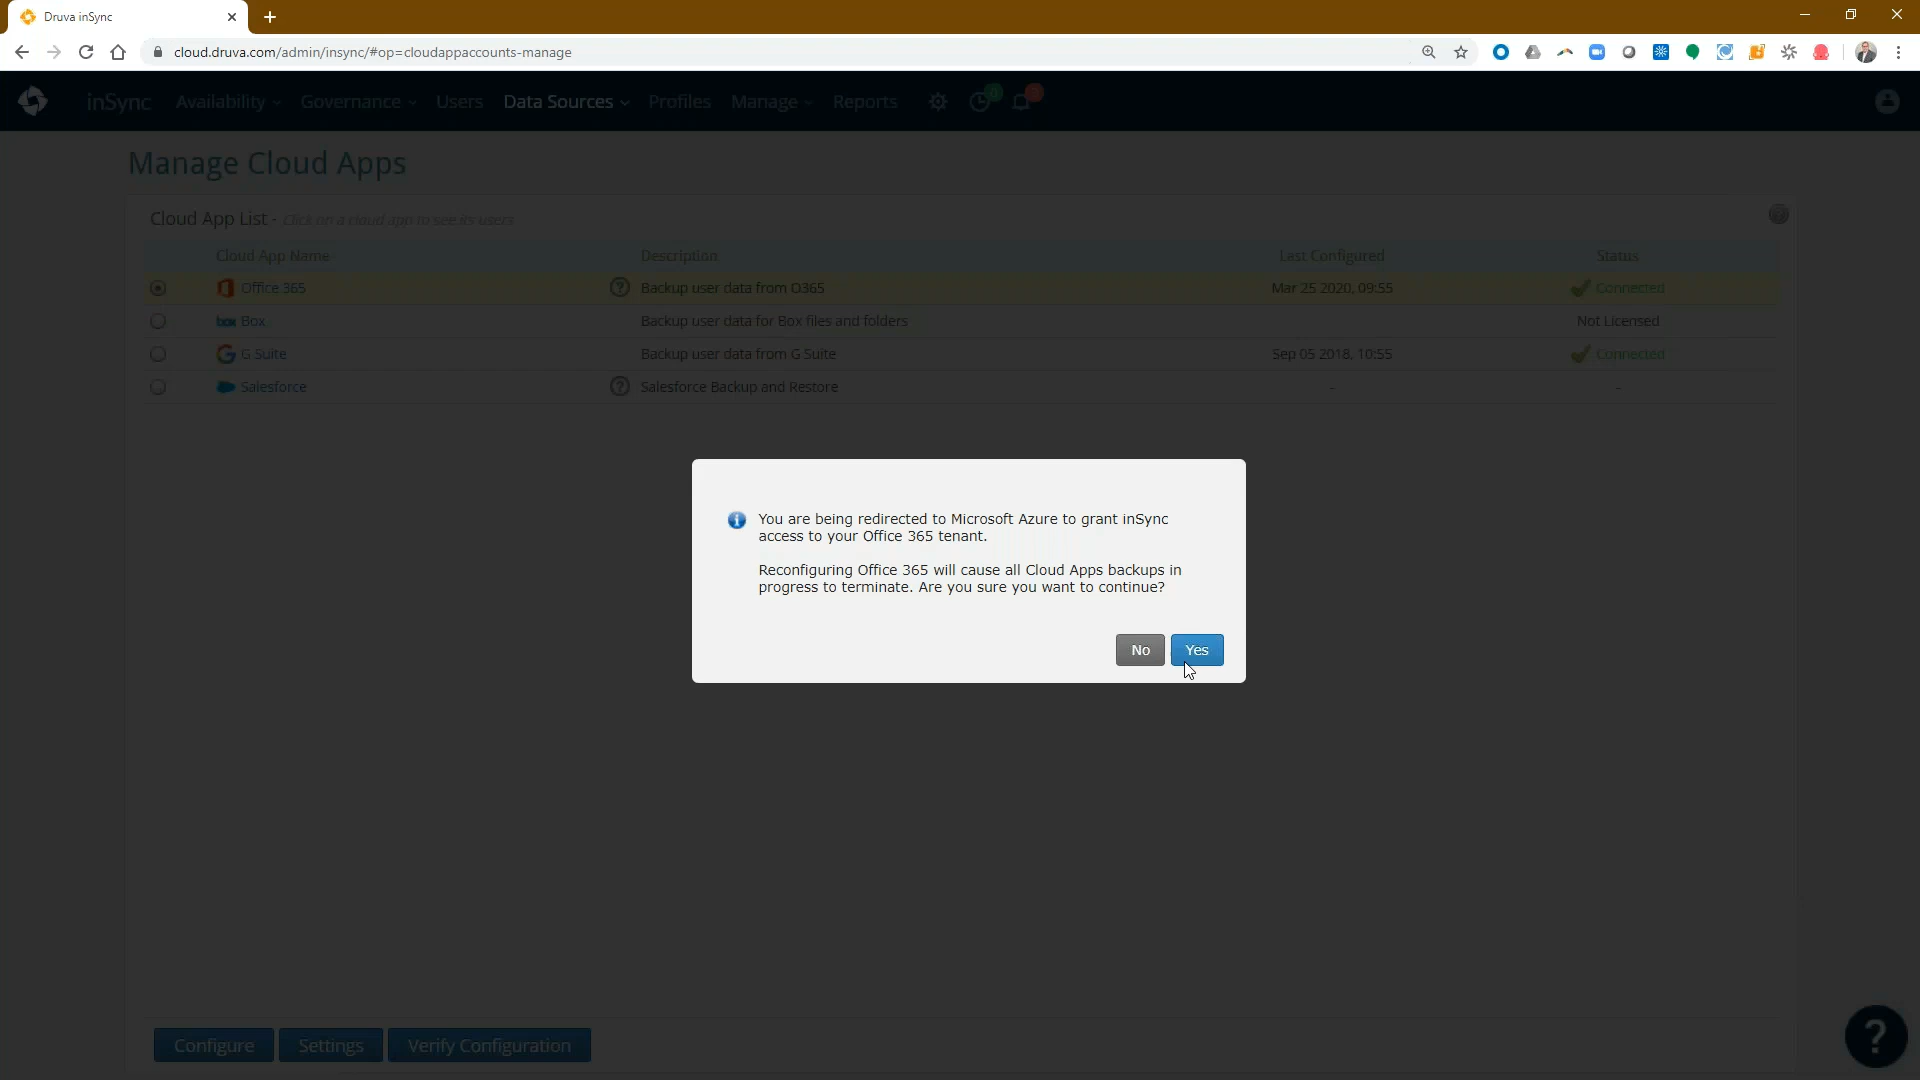 Druva inSync
cloud.druva.com/admin/insync/#op=cloudappaccounts-manage
inSync Availability Governance Users Data Sources Profiles Manage Reports 0
Manage Cloud Apps
Cloud App List - Click on a cloud app to see its users
Cloud App Name Description Last Configured Status
Office 365 ? Backup user data from O365 Mar 25 2020, 09:55 Connected
box Box Backup user data for Box files and folders Not Licensed
G Suite Backup user data from G Suite Sep 05 2018, 10:55 Connected
Salesforce ? Salesforce Backup and Restore - -
You are being redirected to Microsoft Azure to grant inSync
access to your Office 365 tenant.
Reconfiguring Office 365 will cause all Cloud Apps backups in
progress to terminate. Are you sure you want to continue?
No Yes
Configure Settings Verify Configuration ?